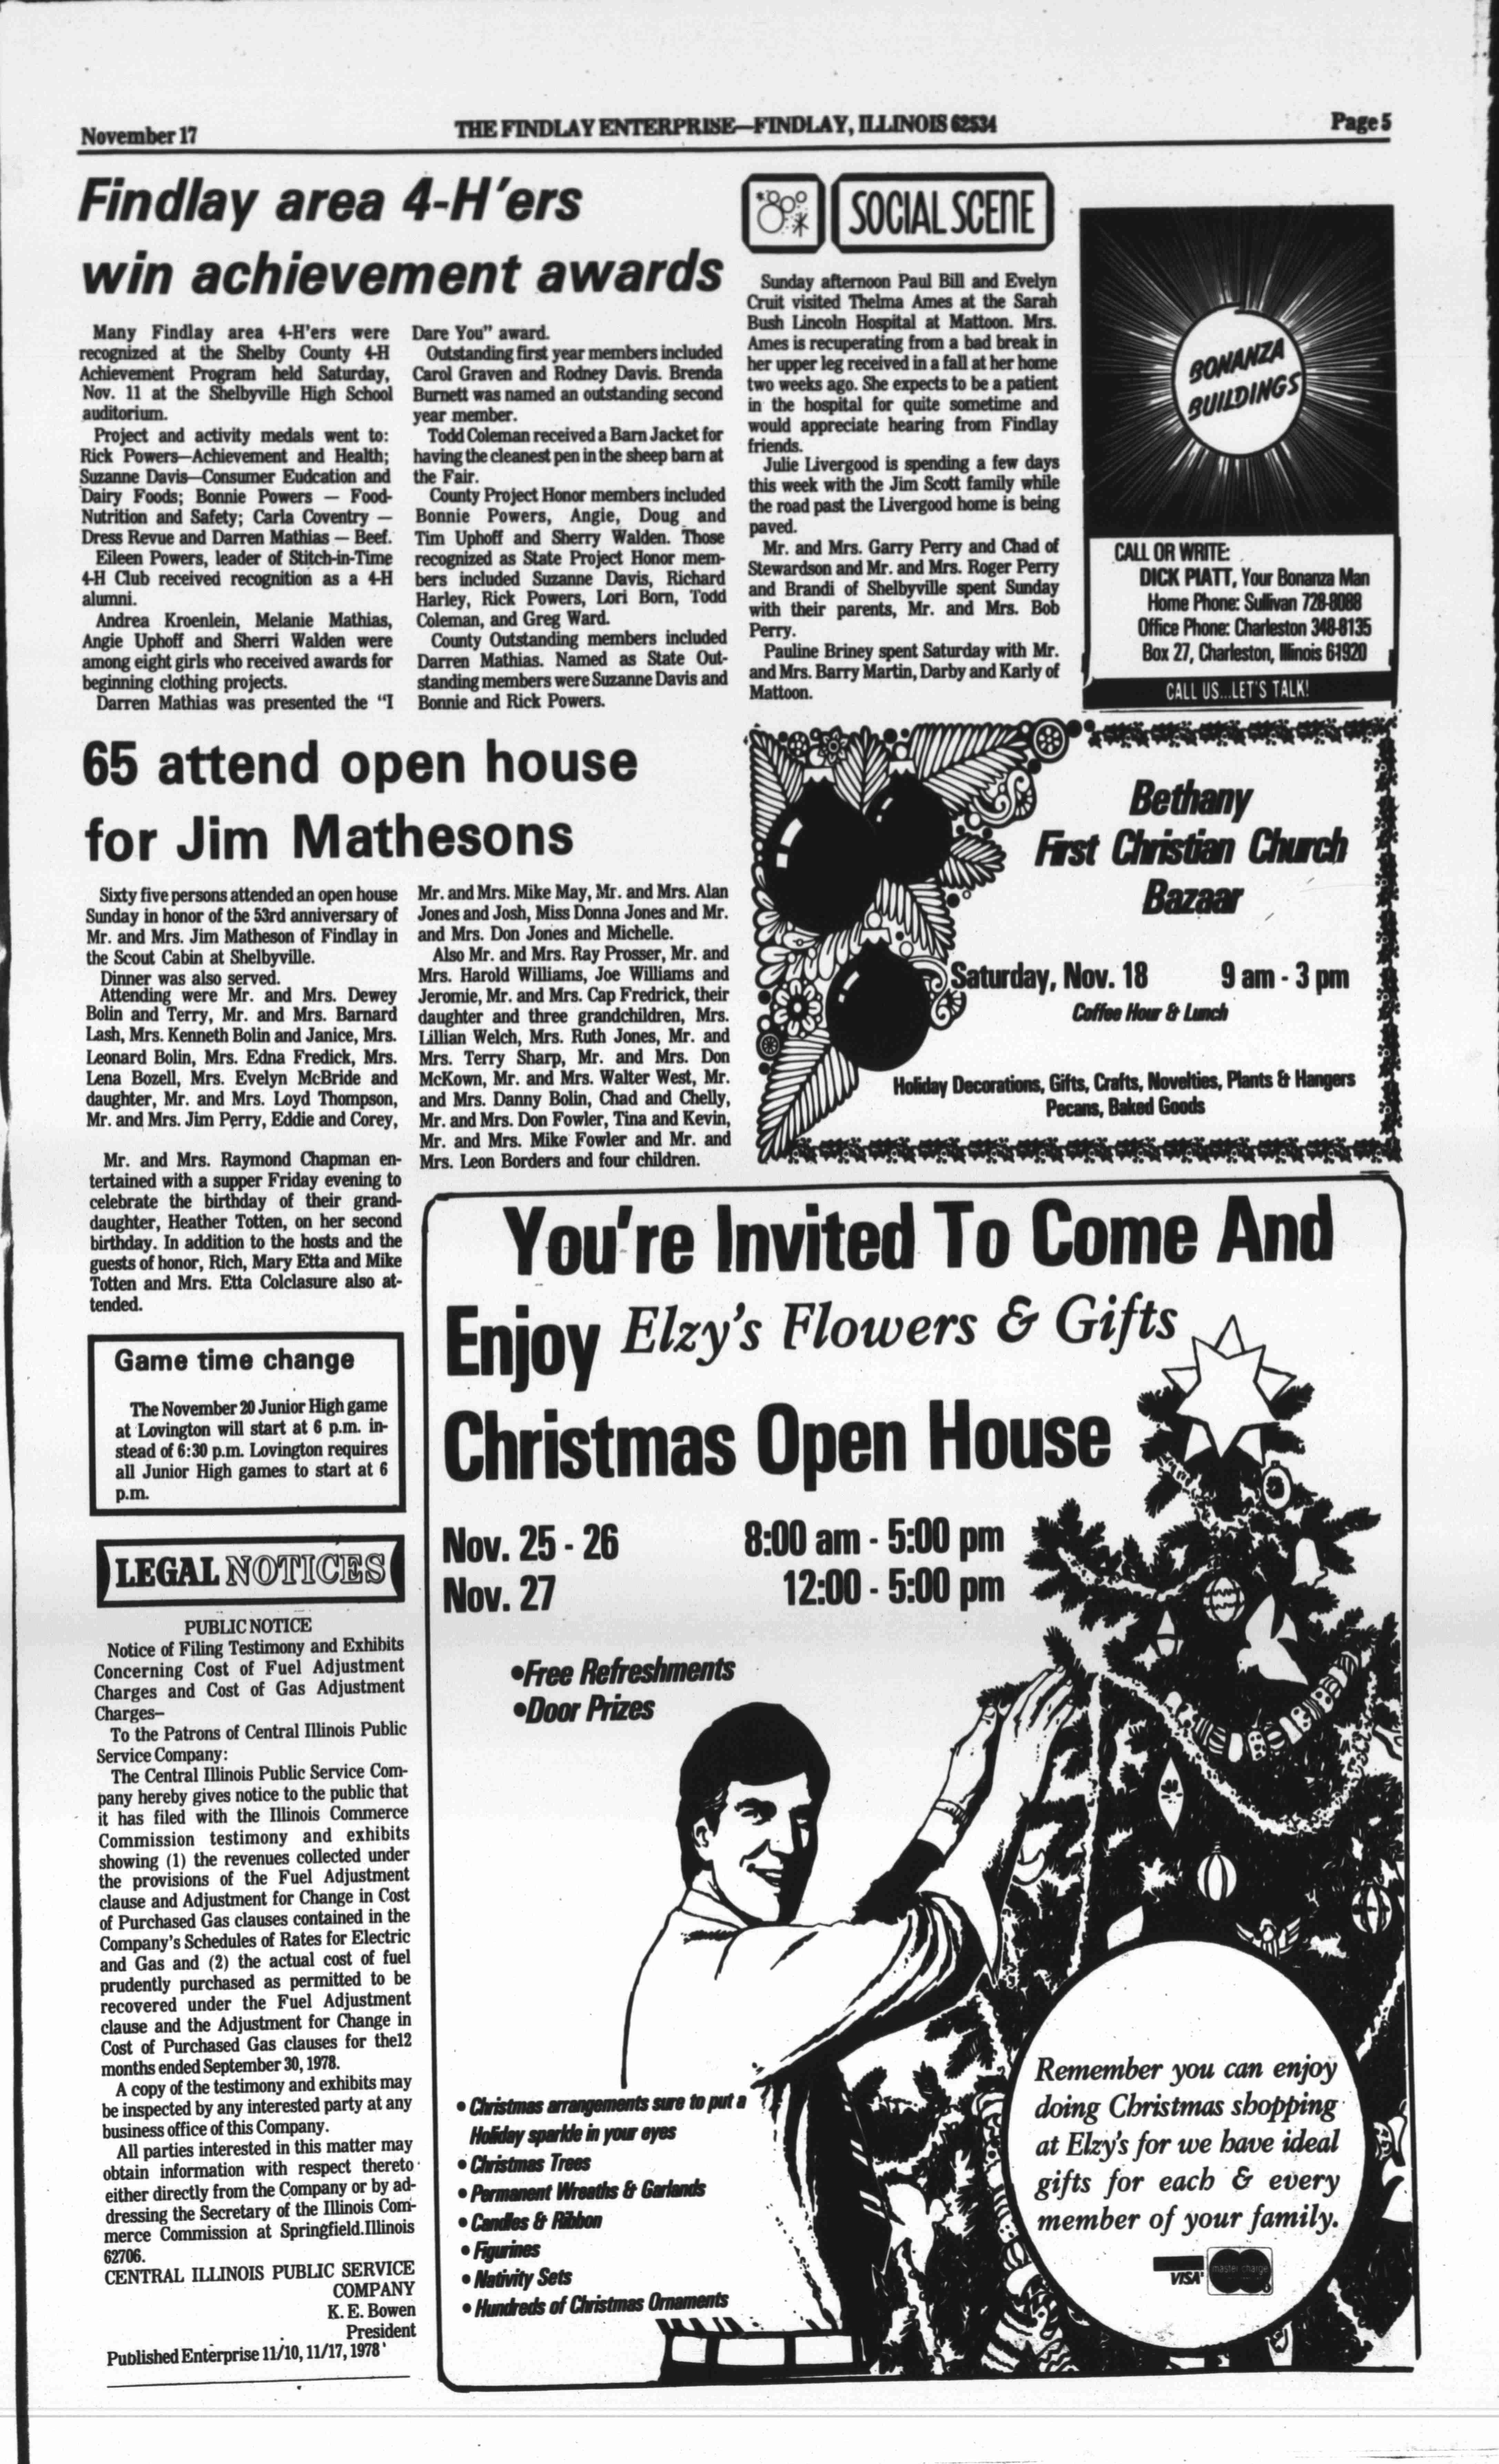 November 17
THE FINDLAY ENTERPRISE—FINDLAY, ILLINOIS 62534
Page 5
Findlay area 4-H'ers
win achievement awards
Many Findlay area 4-H'ers were
recognized at the Shelby County 4-H
Achievement Program held Saturday,
Nov. 11 at the Shelbyville High School
auditorium.
Project and activity medals went to:
Rick Powers—Achievement and Health;
Suzanne Davis—Consumer Eudcation and
Dairy Foods; Bonnie Powers — Food-
Nutrition and Safety; Carla Coventry —
Dress Revue and Darren Mathias — Beef.
Eileen Powers, leader of Stitch-in-Time
4-H Club received recognition as a 4-H
alumni.
Andrea Kroenlein, Melanie Mathias,
Angie Uphoff and Sherri Walden were
among eight girls who received awards for
beginning clothing projects.
Darren Mathias was presented the "I
Dare You" award.
Outstanding first year members included
Carol Graven and Rodney Davis. Brenda
Burnett was named an outstanding second
year member.
Todd Coleman received a Barn Jacket for
having the cleanest pen in the sheep barn at
the Fair.
County Project Honor members included
Bonnie Powers, Angie, Doug and
Tim Uphoff and Sherry Walden. Those
recognized as State Project Honor mem-
bers included Suzanne Davis, Richard
Harley, Rick Powers, Lori Born, Todd
Coleman, and Greg Ward.
County Outstanding members included
Darren Mathias. Named as State Out-
standing members were Suzanne Davis and
Bonnie and Rick Powers.
SOCIAL SCENE
Sunday afternoon Paul Bill and Evelyn
Cruit visited Thelma Ames at the Sarah
Bush Lincoln Hospital at Mattoon. Mrs.
Ames is recuperating from a bad break in
her upper leg received in a fall at her home
two weeks ago. She expects to be a patient
in the hospital for quite sometime and
would appreciate hearing from Findlay
friends.
Julie Livergood is spending a few days
this week with the Jim Scott family while
the road past the Livergood home is being
paved.
Mr. and Mrs. Garry Perry and Chad of
Stewardson and Mr. and Mrs. Roger Perry
and Brandi of Shelbyville spent Sunday
with their parents, Mr. and Mrs. Bob
Perry.
Pauline Briney spent Saturday with Mr.
and Mrs. Barry Martin, Darby and Karly of
Mattoon.
BONANZA
BUILDINGS
CALL OR WRITE:
DICK PIATT, Your Bonanza Man
Home Phone: Sullivan 728-8088
Office Phone: Charleston 348-8135
Box 27, Charleston, Illinois 61920
CALL US...LET'S TALK!
65 attend open house
for Jim Mathesons
Sixty five persons attended an open house
Sunday in honor of the 53rd anniversary of
Mr. and Mrs. Jim Matheson of Findlay in
the Scout Cabin at Shelbyville.
Dinner was also served.
Attending were Mr. and Mrs. Dewey
Bolin and Terry, Mr. and Mrs. Barnard
Lash, Mrs. Kenneth Bolin and Janice, Mrs.
Leonard Bolin, Mrs. Edna Fredick, Mrs.
Lena Bozell, Mrs. Evelyn McBride and
daughter, Mr. and Mrs. Loyd Thompson,
Mr. and Mrs. Jim Perry, Eddie and Corey,
Mr. and Mrs. Mike May, Mr. and Mrs. Alan
Jones and Josh, Miss Donna Jones and Mr.
and Mrs. Don Jones and Michelle.
Also Mr. and Mrs. Ray Prosser, Mr. and
Mrs. Harold Williams, Joe Williams and
Jeromie, Mr. and Mrs. Cap Fredrick, their
daughter and three grandchildren, Mrs.
Lillian Welch, Mrs. Ruth Jones, Mr. and
Mrs. Terry Sharp, Mr. and Mrs. Don
McKown, Mr. and Mrs. Walter West, Mr.
and Mrs. Danny Bolin, Chad and Chelly,
Mr. and Mrs. Don Fowler, Tina and Kevin,
Mr. and Mrs. Mike Fowler and Mr. and
Mrs. Leon Borders and four children.
Mr. and Mrs. Raymond Chapman en-
tertained with a supper Friday evening to
celebrate the birthday of their grand-
daughter, Heather Totten, on her second
birthday. In addition to the hosts and the
guests of honor, Rich, Mary Etta and Mike
Totten and Mrs. Etta Colclasure also at-
tended.
Bethany
First Christian Church
Bazaar
Saturday, Nov. 18 9 am - 3 pm
Coffee Hour & Lunch
Holiday Decorations, Gifts, Crafts, Novelties, Plants & Hangers
Pecans, Baked Goods
Game time change
The November 20 Junior High game
at Lovington will start at 6 p.m. in-
stead of 6:30 p.m. Lovington requires
all Junior High games to start at 6
p.m.
LEGAL NOTICES
PUBLIC NOTICE
Notice of Filing Testimony and Exhibits
Concerning Cost of Fuel Adjustment
Charges and Cost of Gas Adjustment
Charges—
To the Patrons of Central Illinois Public
Service Company:
The Central Illinois Public Service Com-
pany hereby gives notice to the public that
it has filed with the Illinois Commerce
Commission testimony and exhibits
showing (1) the revenues collected under
the provisions of the Fuel Adjustment
clause and Adjustment for Change in Cost
of Purchased Gas clauses contained in the
Company's Schedules of Rates for Electric
and Gas and (2) the actual cost of fuel
prudently purchased as permitted to be
recovered under the Fuel Adjustment
clause and the Adjustment for Change in
Cost of Purchased Gas clauses for the12
months ended September 30, 1978.
A copy of the testimony and exhibits may
be inspected by any interested party at any
business office of this Company.
All parties interested in this matter may
obtain information with respect thereto
either directly from the Company or by ad-
dressing the Secretary of the Illinois Com-
merce Commission at Springfield.Illinois
62706.
CENTRAL ILLINOIS PUBLIC SERVICE
COMPANY
K. E. Bowen
President
Published Enterprise 11/10, 11/17, 1978
You're Invited To Come And
Enjoy Elzy's Flowers & Gifts
Christmas Open House
Nov. 25 - 26 8:00 am - 5:00 pm
Nov. 27 12:00 - 5:00 pm
•Free Refreshments
•Door Prizes
• Christmas arrangements sure to put a
Holiday sparkle in your eyes
• Christmas Trees
• Permanent Wreaths & Garlands
• Candles & Ribbon
• Figurines
• Nativity Sets
• Hundreds of Christmas Ornaments
Remember you can enjoy
doing Christmas shopping
at Elzy's for we have ideal
gifts for each & every
member of your family.
VISA
master charge